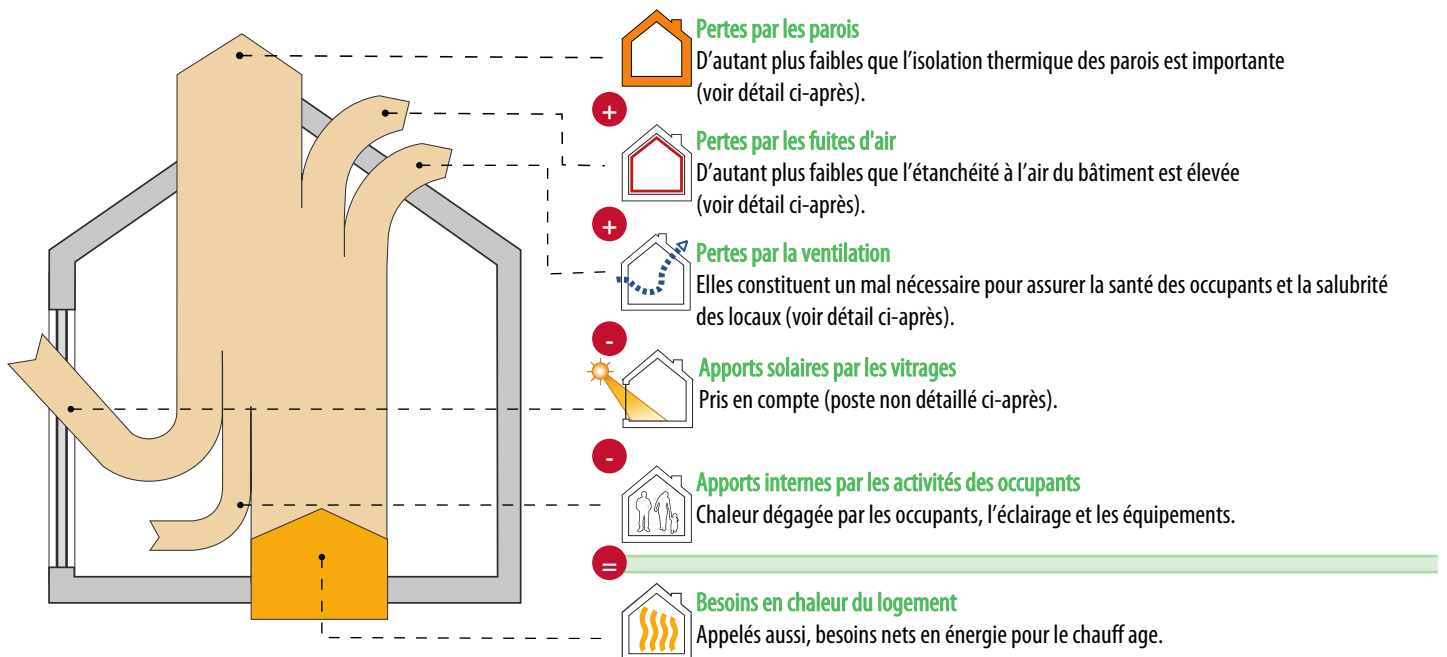 Pertes par les parois
D'autant plus faibles que l'isolation thermique des parois est importante
(voir détail ci-après).
+
Pertes par les fuites d'air
D'autant plus faibles que l'étanchéité à l'air du bâtiment est élevée
(voir détail ci-après).
+
Pertes par la ventilation
Elles constituent un mal nécessaire pour assurer la santé des occupants et la salubrité
des locaux (voir détail ci-après).
-
Apports solaires par les vitrages
Pris en compte (poste non détaillé ci-après).
-
Apports internes par les activités des occupants
Chaleur dégagée par les occupants, l'éclairage et les équipements.
=
Besoins en chaleur du logement
Appelés aussi, besoins nets en énergie pour le chauff age.